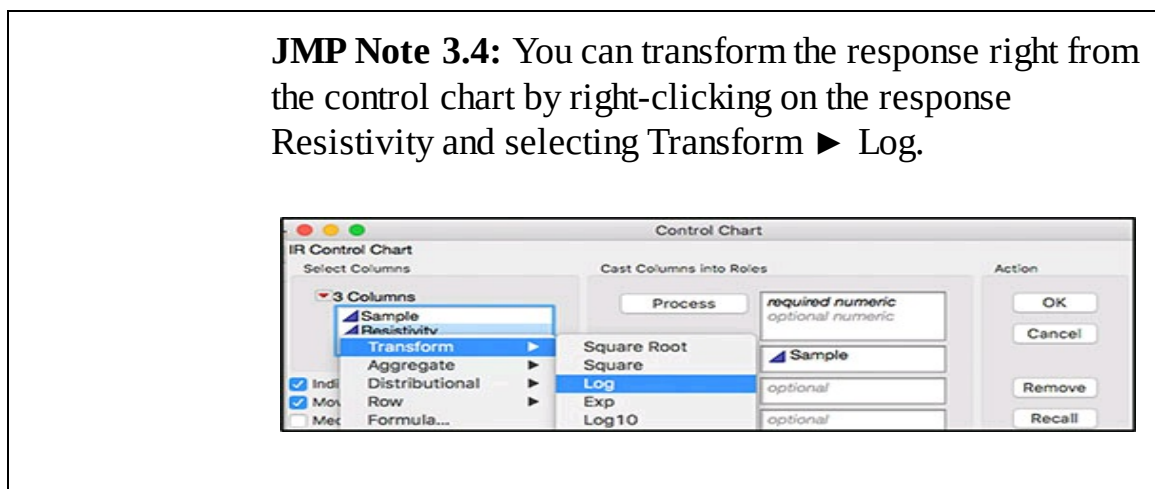 JMP Note 3.4: You can transform the response right from
the control chart by right-clicking on the response
Resistivity and selecting Transform ► Log.
Control Chart
IR Control Chart
Select Columns
Cast Columns into Roles
Action
3 Columns
Sample
Resistivity
Transform
Aggregate
Distributional
Row
Formula...
Indi
Mov
Mec
Square Root
Square
Log
Exp
Log10
Process
required numeric
optional numeric
Sample
optional
optional
OK
Cancel
Remove
Recall